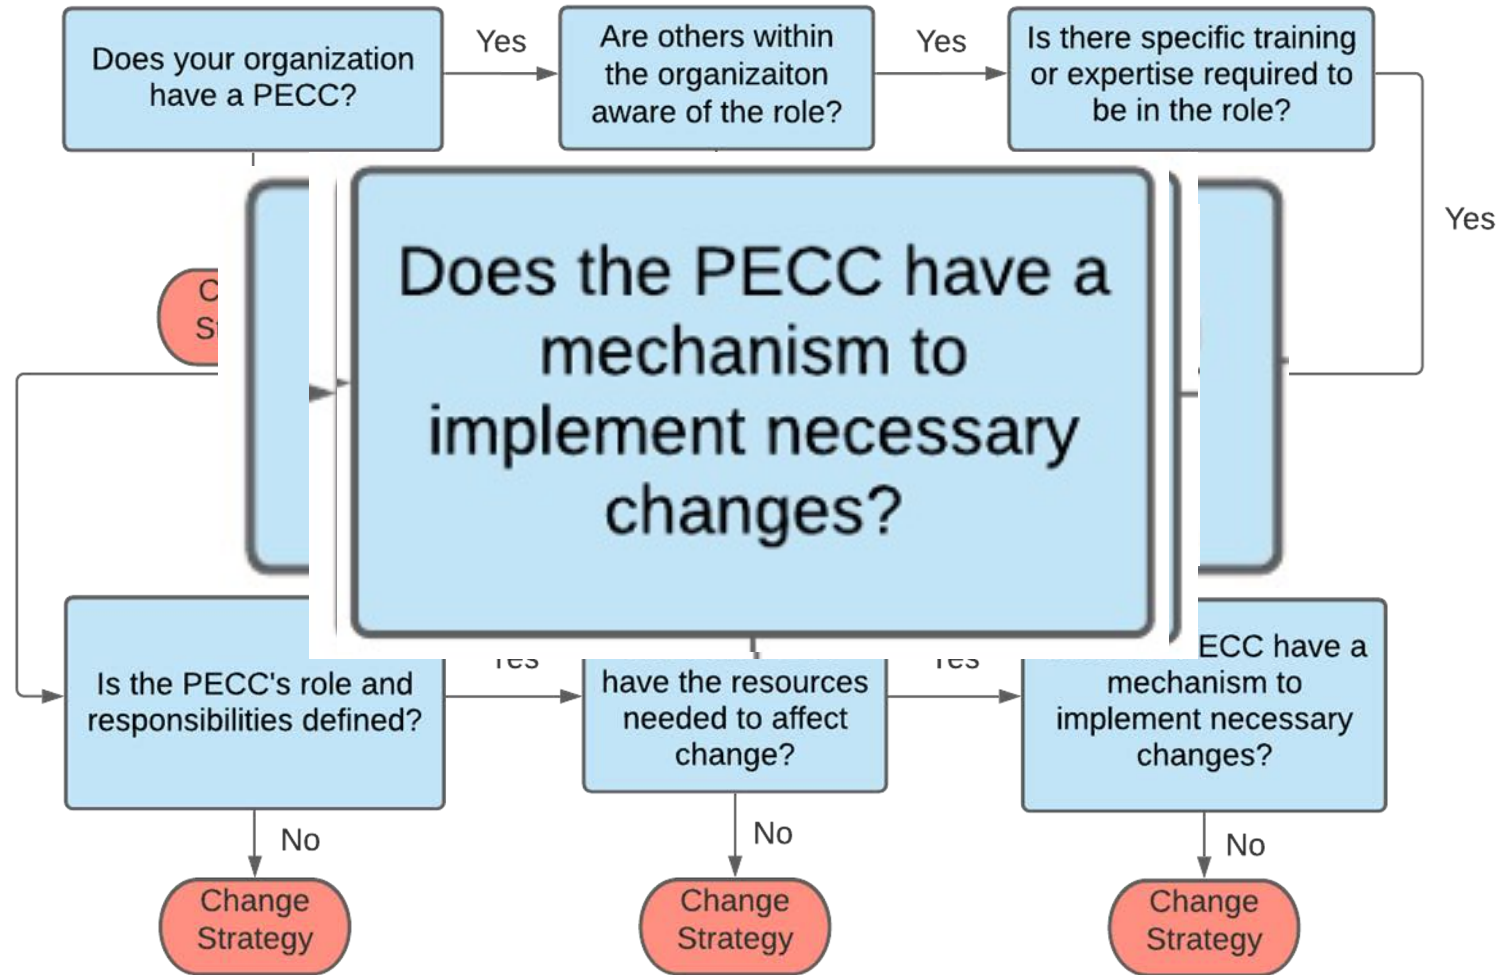 Does your organization
have a PECC?
Yes
Are others within
the organizaiton
aware of the role?
Yes
Is there specific training
or expertise required to
be in the role?
Yes
Does the PECC have a
mechanism to
implement necessary
changes?
Is the PECC's role and
responsibilities defined?
Yes
have the resources
needed to affect
change?
Yes
ECC have a
mechanism to
implement necessary
changes?
No
No
No
Change
Strategy
Change
Strategy
Change
Strategy